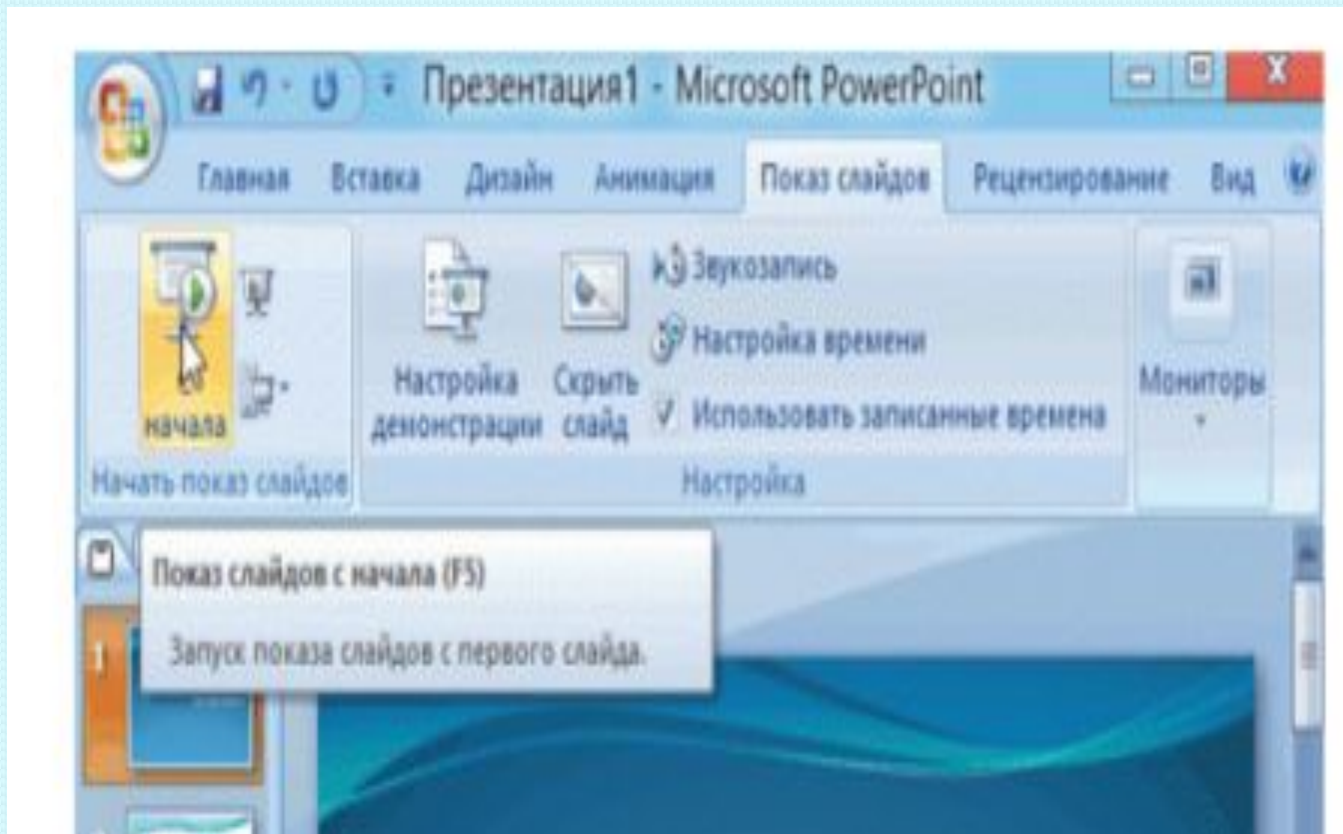 Презентация1 - Microsoft PowerPoint
Главная Вставка Дизайн Анимация Показ слайдов Рецензирование Вид
начала
Настройка демонстрации
Скрыть слайд
Звукозапись
Настройка времени
Использовать записанные времена
Мониторы
Начать показ слайдов
Настройка
Показ слайдов с начала (F5)
Запуск показа слайдов с первого слайда.
1